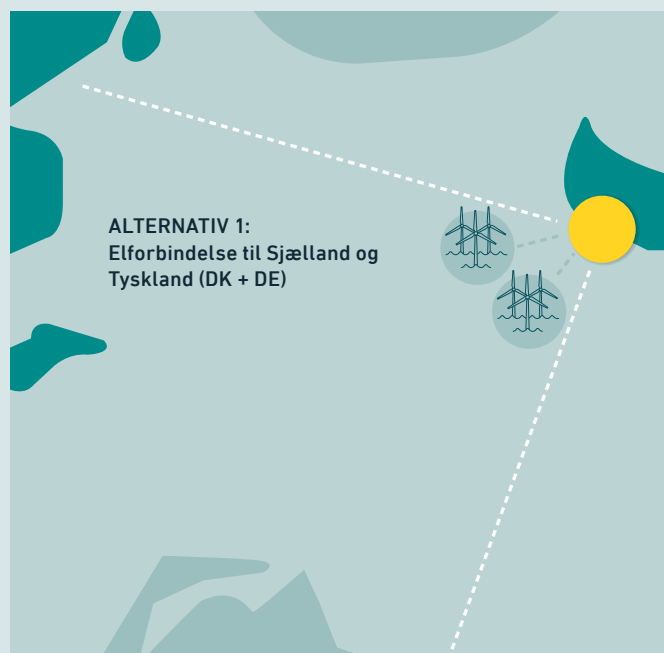 ALTERNATIV 1:
Elforbindelse til Sjælland og
Tyskland (DK + DE)